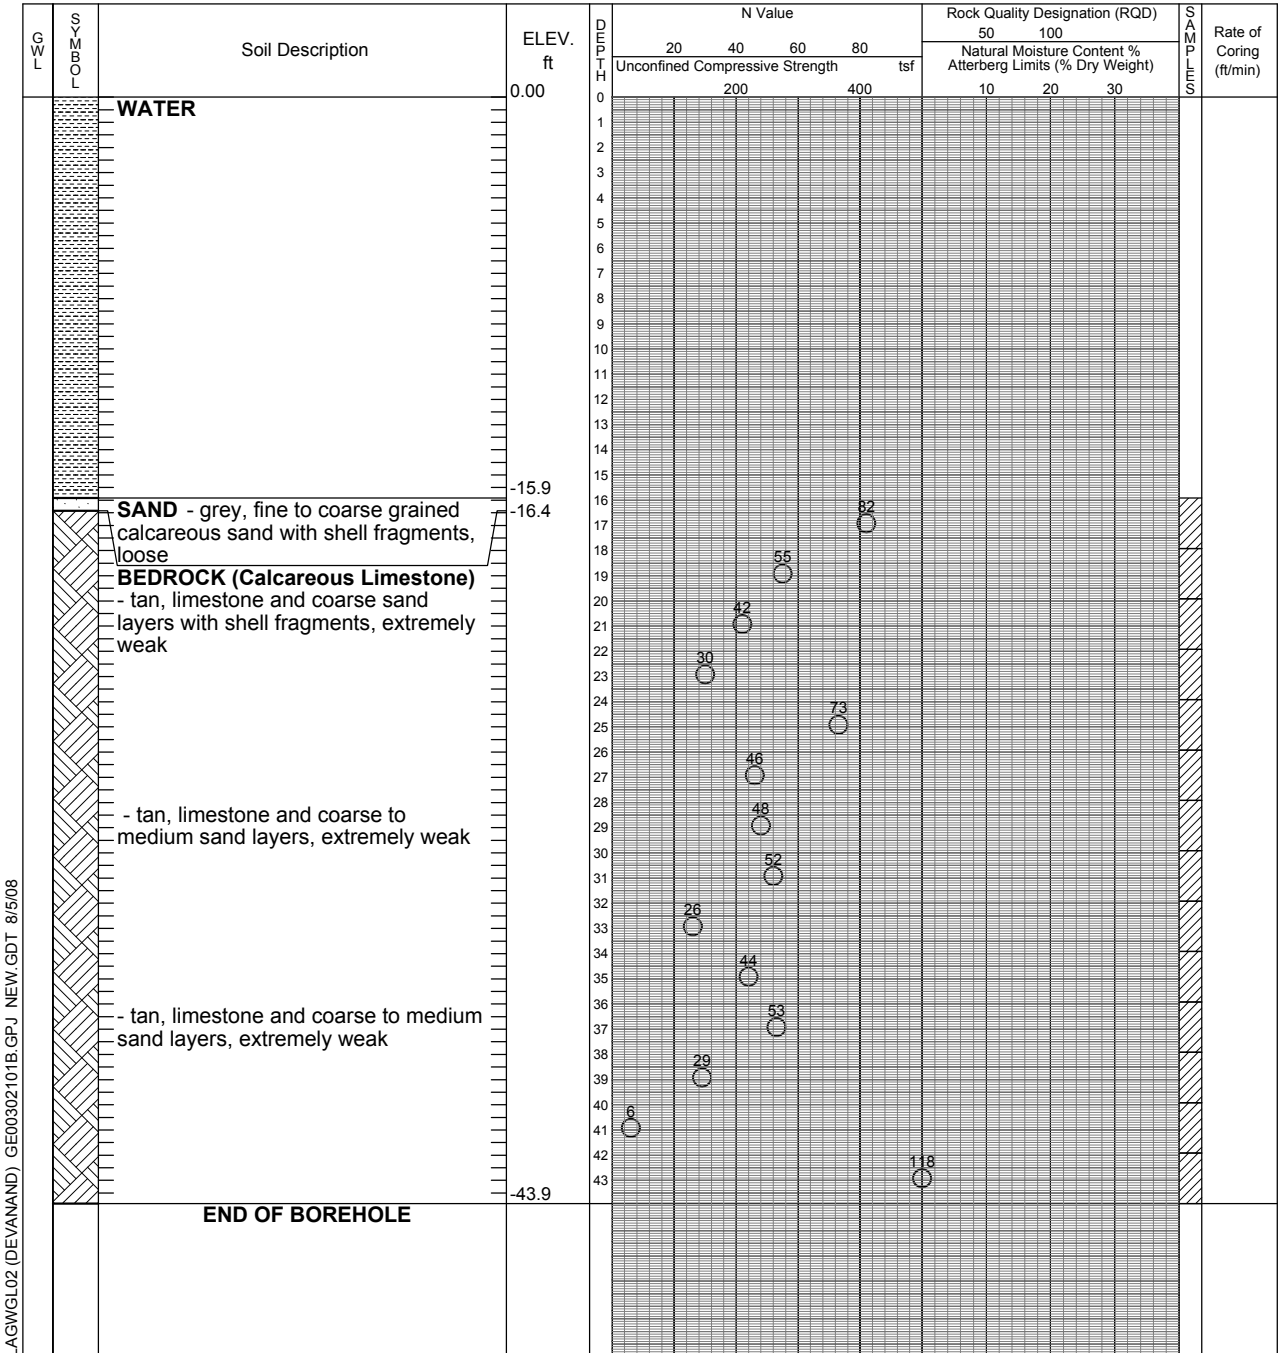 GWL
SYMBOL
Soil Description
ELEV.
ft
0.00
DEPTH
N Value
20 40 60 80
Unconfined Compressive Strength tsf
200 400
Rock Quality Designation (RQD)
50 100
Natural Moisture Content %
Atterberg Limits (% Dry Weight)
10 20 30
SAMPLES
Rate of
Coring
(ft/min)
0
WATER
1
2
3
4
5
6
7
8
9
10
11
12
13
14
15
-15.9
16
SAND - grey, fine to coarse grained
-16.4
82
calcareous sand with shell fragments,
17
loose
18
55
BEDROCK (Calcareous Limestone)
19
- tan, limestone and coarse sand
20
42
layers with shell fragments, extremely
21
weak
22
30
23
24
73
25
26
46
27
28
48
- tan, limestone and coarse to
29
medium sand layers, extremely weak
30
52
31
32
26
33
34
44
35
36
53
- tan, limestone and coarse to medium
37
sand layers, extremely weak
38
29
39
40
6
41
42
118
43
-43.9
END OF BOREHOLE
LAGWGL02 (DEVANAND) GE00302101B.GPJ NEW.GDT 8/5/08